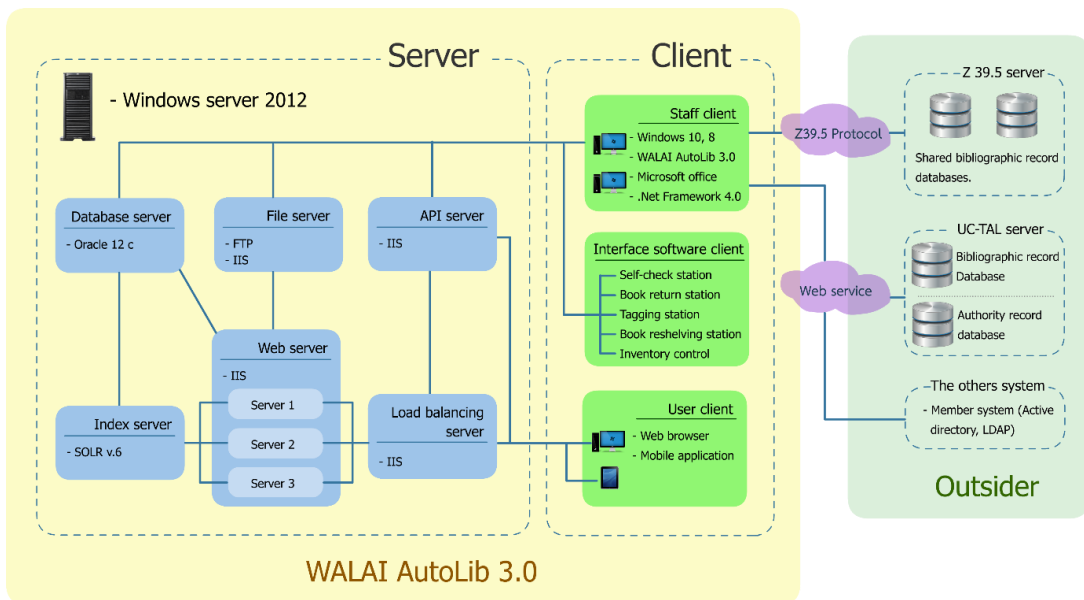 Server
- Windows server 2012
Database server
- Oracle 12 c
File server
- FTP
- IIS
API server
- IIS
Web server
- IIS
Server 1
Server 2
Server 3
Index server
- SOLR v.6
Load balancing
server
- IIS
Client
Staff client
- Windows 10, 8
- WALAI AutoLib 3.0
- Microsoft office
- .Net Framework 4.0
Interface software client
Self-check station
Book return station
Tagging station
Book reshelving station
Inventory control
User client
- Web browser
- Mobile application
WALAI AutoLib 3.0
Z39.5 Protocol
Web service
Z 39.5 server
Shared bibliographic record
databases.
UC-TAL server
Bibliographic record
Database
Authority record
database
The others system
- Member system (Active
directory, LDAP)
Outsider